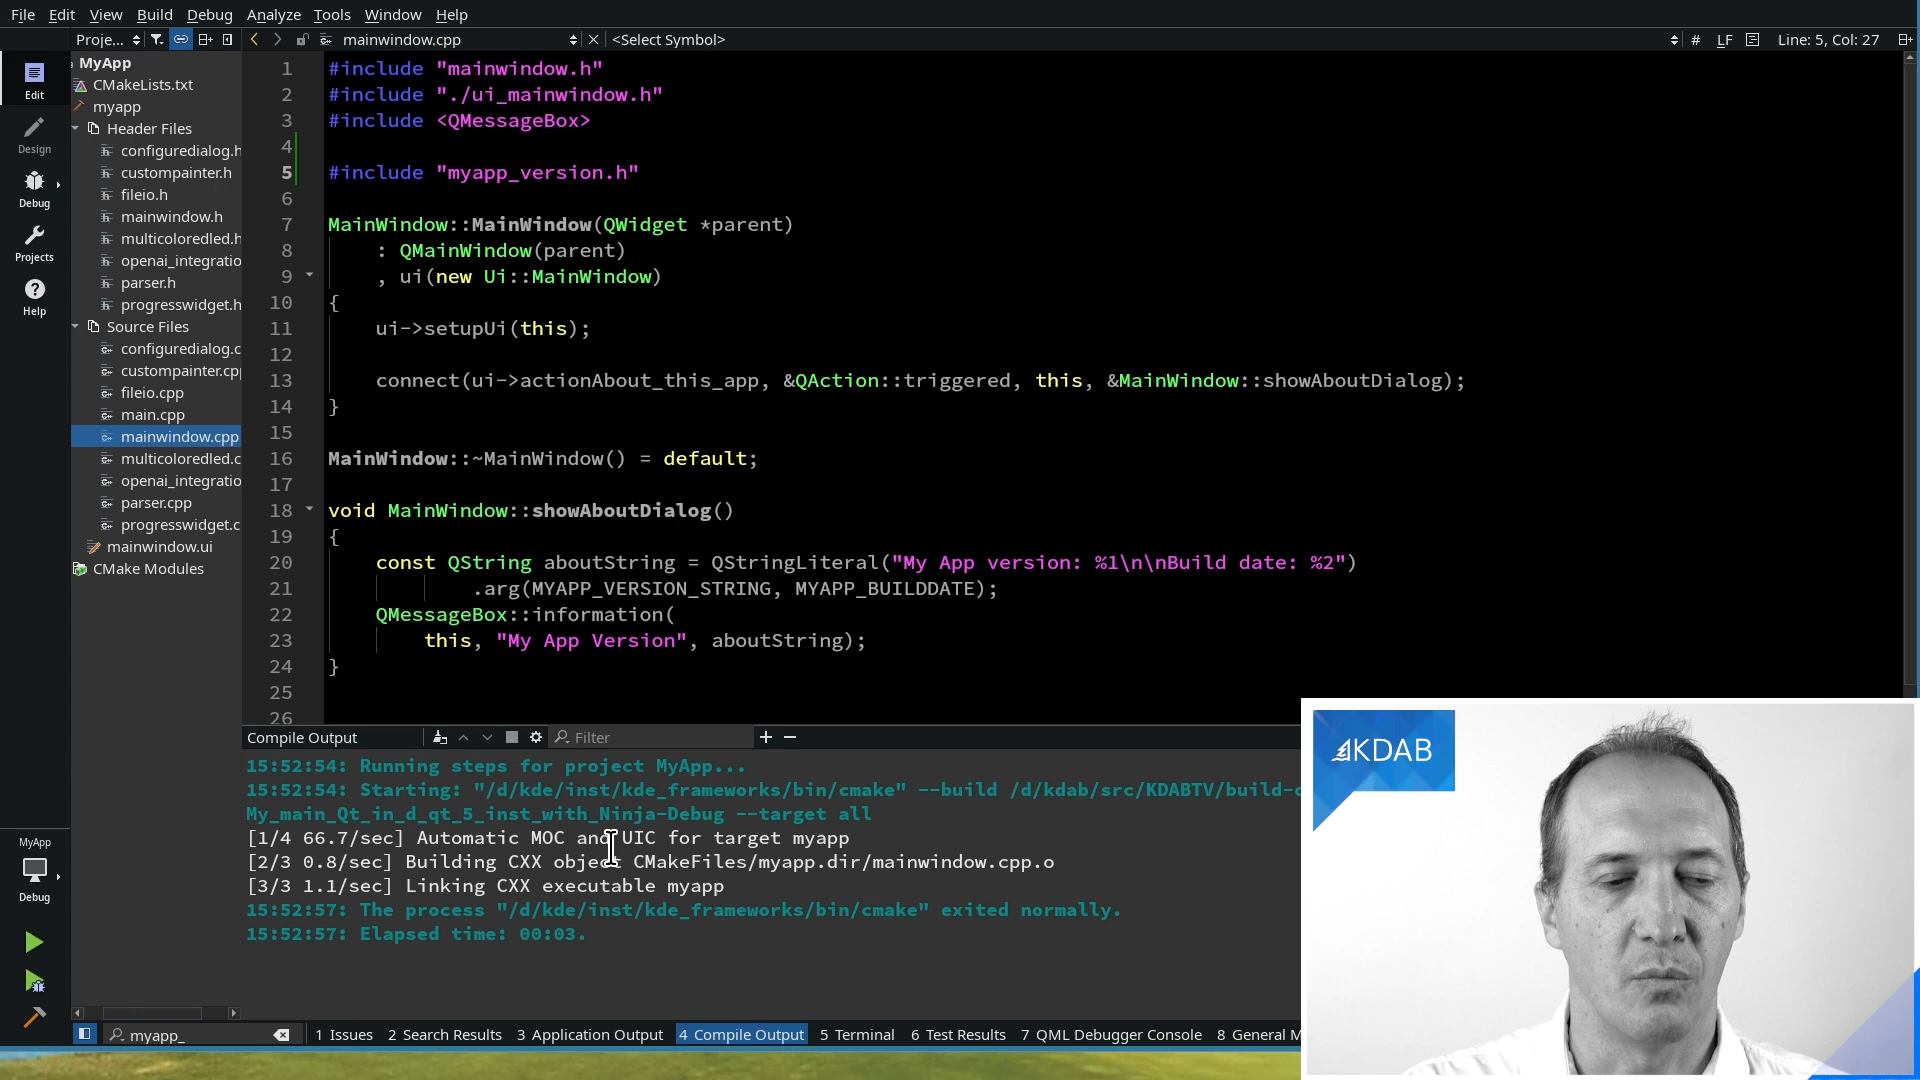 File Edit View Build Debug Analyze Tools Window Help
Proje... mainwindow.cpp <Select Symbol> # LF Line: 5, Col: 27
Edit
Design
Debug
Projects
Help
MyApp
CMakeLists.txt
myapp
Header Files
configuredialog.h
custompainter.h
fileio.h
mainwindow.h
multicoloredled.h
openai_integratio
parser.h
progresswidget.h
Source Files
configuredialog.c
custompainter.cpp
fileio.cpp
main.cpp
mainwindow.cpp
multicoloredled.c
openai_integratio
parser.cpp
progresswidget.c
mainwindow.ui
CMake Modules
1 #include "mainwindow.h"
2 #include "./ui_mainwindow.h"
3 #include <QMessageBox>
4
5 #include "myapp_version.h"
6
7 MainWindow::MainWindow(QWidget *parent)
8 : QMainWindow(parent)
9 , ui(new Ui::MainWindow)
10 {
11 ui->setupUi(this);
12
13 connect(ui->actionAbout_this_app, &QAction::triggered, this, &MainWindow::showAboutDialog);
14 }
15
16 MainWindow::~MainWindow() = default;
17
18 void MainWindow::showAboutDialog()
19 {
20 const QString aboutString = QStringLiteral("My App version: %1\n\nBuild date: %2")
21 .arg(MYAPP_VERSION_STRING, MYAPP_BUILDDATE);
22 QMessageBox::information(
23 this, "My App Version", aboutString);
24 }
25
26
Compile Output Filter
15:52:54: Running steps for project MyApp...
15:52:54: Starting: "/d/kde/inst/kde_frameworks/bin/cmake" --build /d/kdab/src/KDABTV/build-c
My_main_Qt_in_d_qt_5_inst_with_Ninja-Debug --target all
[1/4 66.7/sec] Automatic MOC and UIC for target myapp
[2/3 0.8/sec] Building CXX object CMakeFiles/myapp.dir/mainwindow.cpp.o
[3/3 1.1/sec] Linking CXX executable myapp
15:52:57: The process "/d/kde/inst/kde_frameworks/bin/cmake" exited normally.
15:52:57: Elapsed time: 00:03.
KDAB
MyApp
Debug
myapp_ 1 Issues 2 Search Results 3 Application Output 4 Compile Output 5 Terminal 6 Test Results 7 QML Debugger Console 8 General M